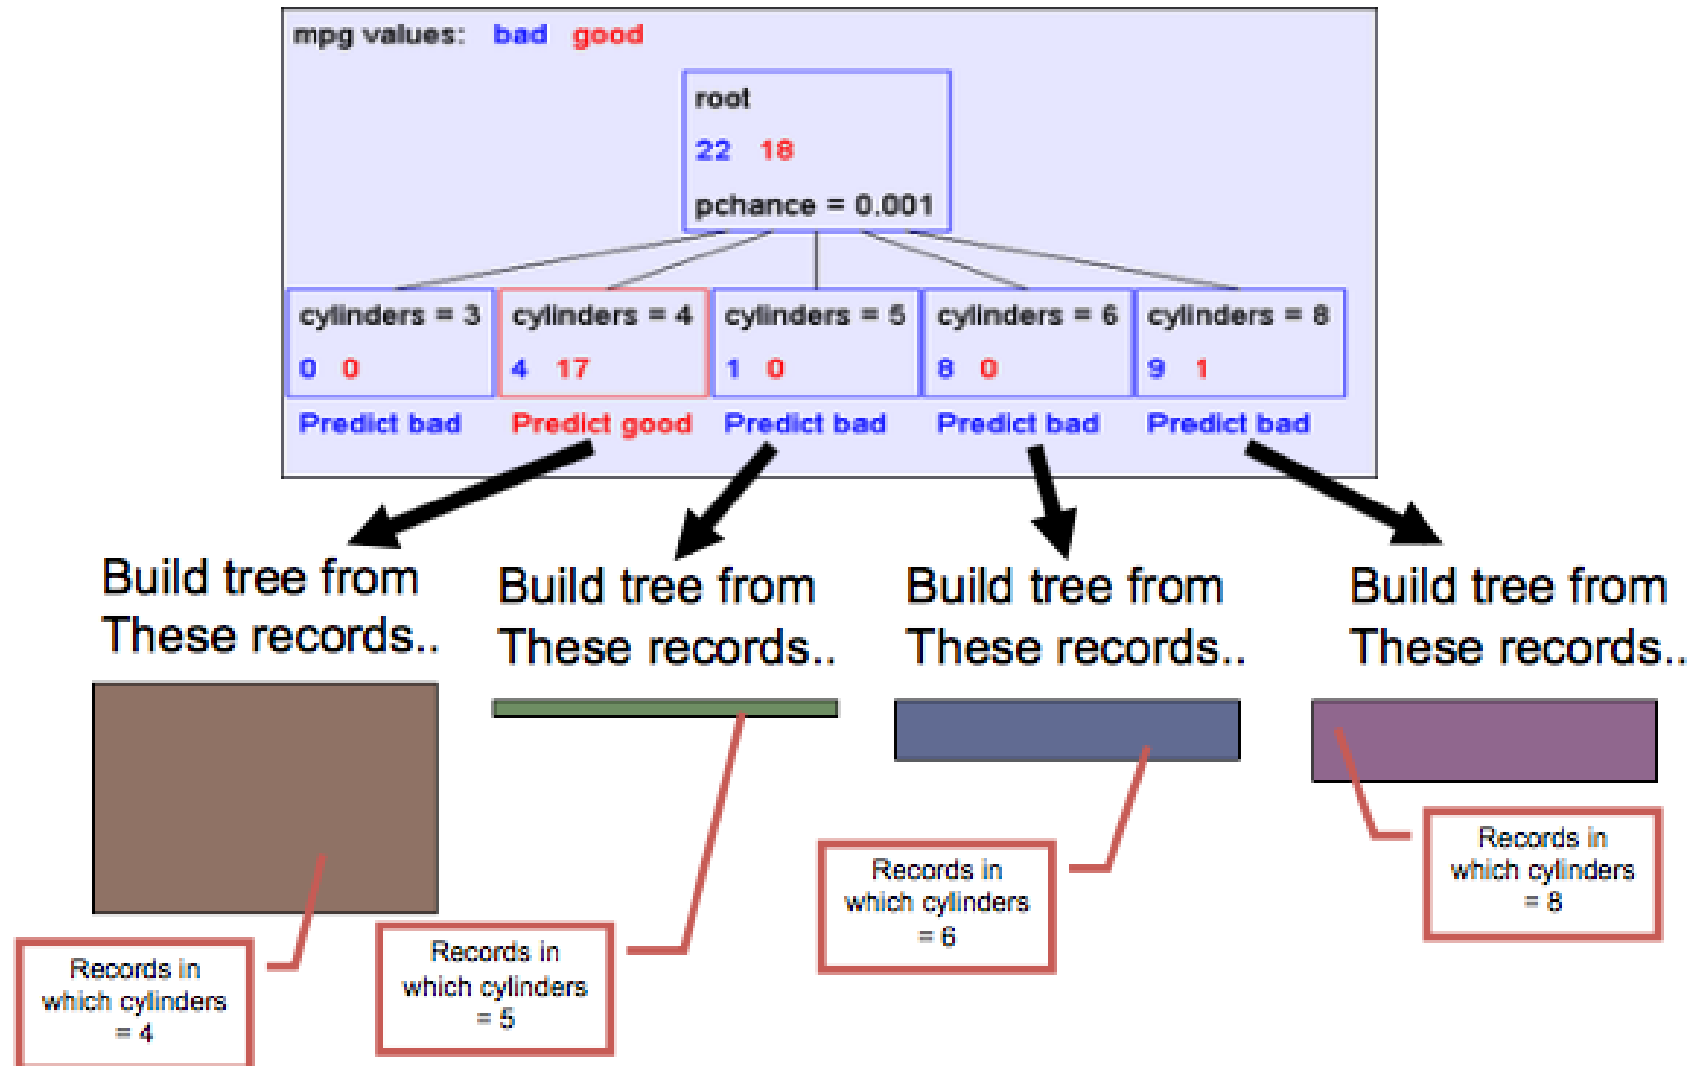 mpg values: bad good
root
22 18
pchance = 0.001
cylinders = 3
0 0
Predict bad
cylinders = 4
4 17
Predict good
cylinders = 5
1 0
Predict bad
cylinders = 6
8 0
Predict bad
cylinders = 8
9 1
Predict bad
Build tree from
These records..
Build tree from
These records..
Build tree from
These records..
Build tree from
These records..
Records in
which cylinders
= 4
Records in
which cylinders
= 5
Records in
which cylinders
= 6
Records in
which cylinders
= 8